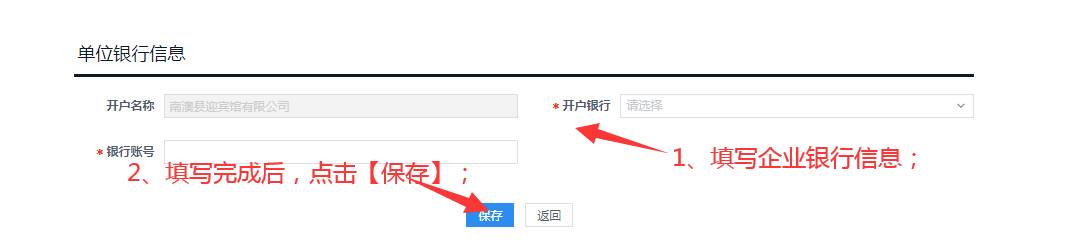 单位银行信息
开户名称 南澳县迎宾馆有限公司 * 开户银行 请选择
* 银行账号
1、填写企业银行信息；
2、填写完成后，点击【保存】；
保存 返回